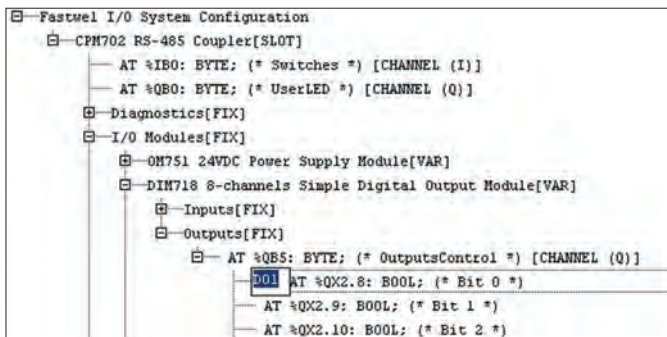 Fastwel I/O System Configuration
CPM702 RS-485 Coupler[SLOT]
AT %IB0: BYTE; (* Switches *) [CHANNEL (I)]
AT %QB0: BYTE; (* UserLED *) [CHANNEL (Q)]
Diagnostics[FIX]
I/O Modules[FIX]
OM751 24VDC Power Supply Module[VAR]
DIM718 8-channels Simple Digital Output Module[VAR]
Inputs[FIX]
Outputs[FIX]
AT %QB5: BYTE; (* OutputsControl *) [CHANNEL (Q)]
DO1 AT %QX2.8: BOOL; (* Bit 0 *)
AT %QX2.9: BOOL; (* Bit 1 *)
AT %QX2.10: BOOL; (* Bit 2 *)